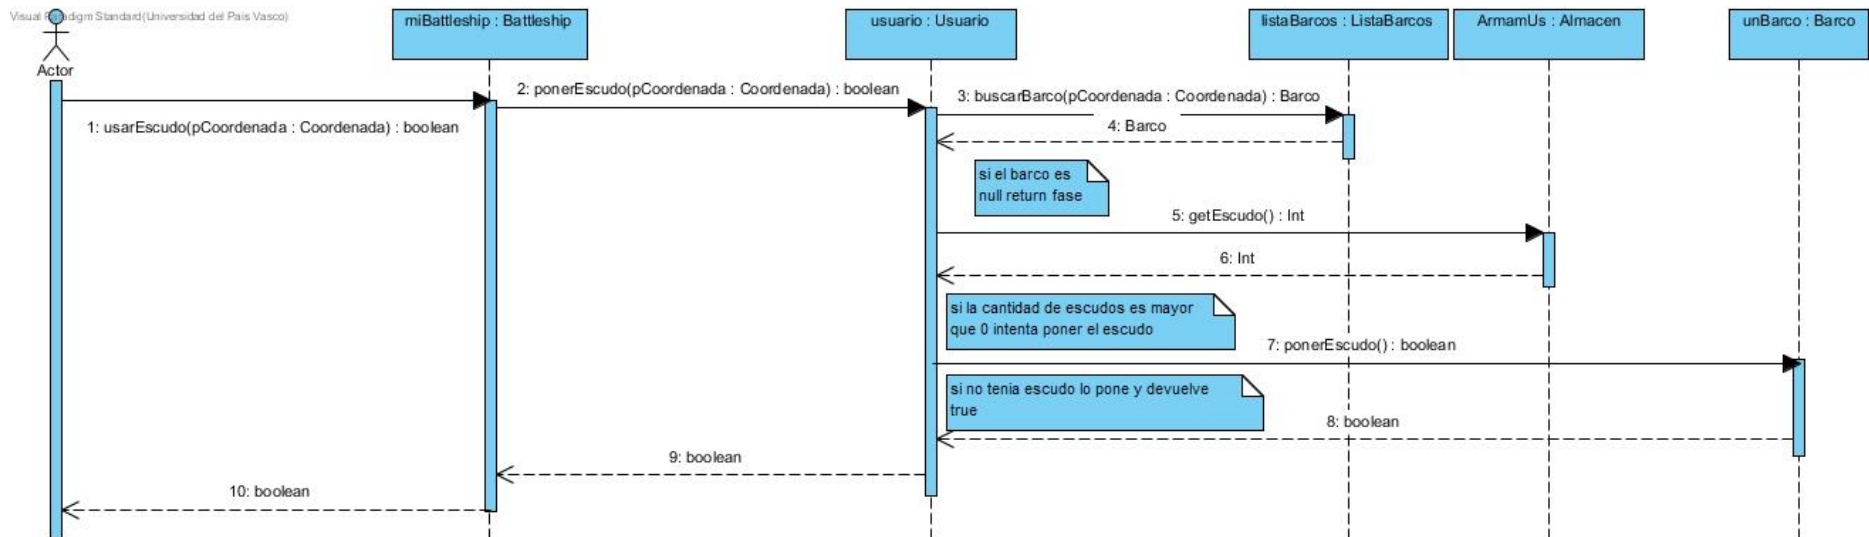 Visual Paradigm Standard(Universidad del Pais Vasco)
Actor
miBattleship : Battleship
usuario : Usuario
listaBarcos : ListaBarcos
ArmamUs : Almacen
unBarco : Barco
1: usarEscudo(pCoordenada : Coordenada) : boolean
2: ponerEscudo(pCoordenada : Coordenada) : boolean
3: buscarBarco(pCoordenada : Coordenada) : Barco
4: Barco
si el barco es
null return fase
5: getEscudo() : Int
6: Int
si la cantidad de escudos es mayor
que 0 intenta poner el escudo
7: ponerEscudo() : boolean
si no tenia escudo lo pone y devuelve
true
8: boolean
9: boolean
10: boolean